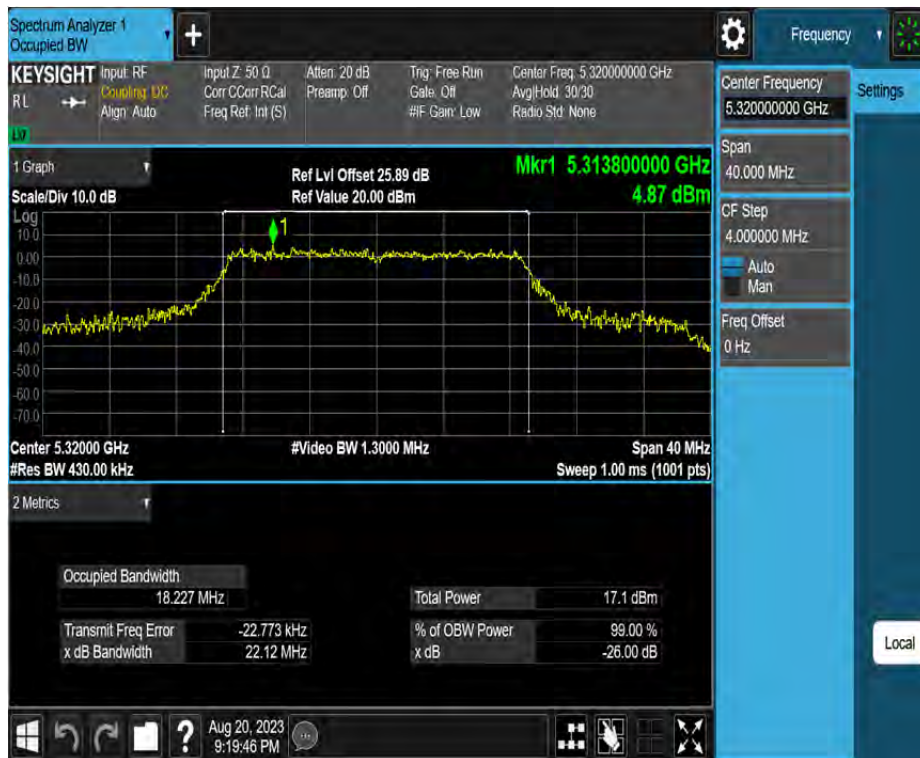 Spectrum Analyzer 1
Occupied BW
+
Frequency
KEYSIGHT
RL
LXI
Input: RF
Coupling: DC
Align: Auto
Input Z: 50 Ω
Corr CCorr RCal
Freq Ref: Int (S)
Atten: 20 dB
Preamp: Off
Trig: Free Run
Gate: Off
#IF Gain: Low
Center Freq: 5.320000000 GHz
Avg|Hold: 30/30
Radio Std: None
Center Frequency
5.320000000 GHz
Settings
Span
40.000 MHz
CF Step
4.000000 MHz
Auto
Man
Freq Offset
0 Hz
1 Graph
Scale/Div 10.0 dB
Ref Lvl Offset 25.89 dB
Ref Value 20.00 dBm
Mkr1 5.313800000 GHz
4.87 dBm
Log
10.0
0.00
-10.0
-20.0
-30.0
-40.0
-50.0
-60.0
-70.0
1
Center 5.32000 GHz
#Video BW 1.3000 MHz
Span 40 MHz
#Res BW 430.00 kHz
Sweep 1.00 ms (1001 pts)
2 Metrics
Occupied Bandwidth
18.227 MHz
Total Power 17.1 dBm
Transmit Freq Error -22.773 kHz
% of OBW Power 99.00 %
x dB Bandwidth 22.12 MHz
x dB -26.00 dB
Local
?
Aug 20, 2023
9:19:46 PM